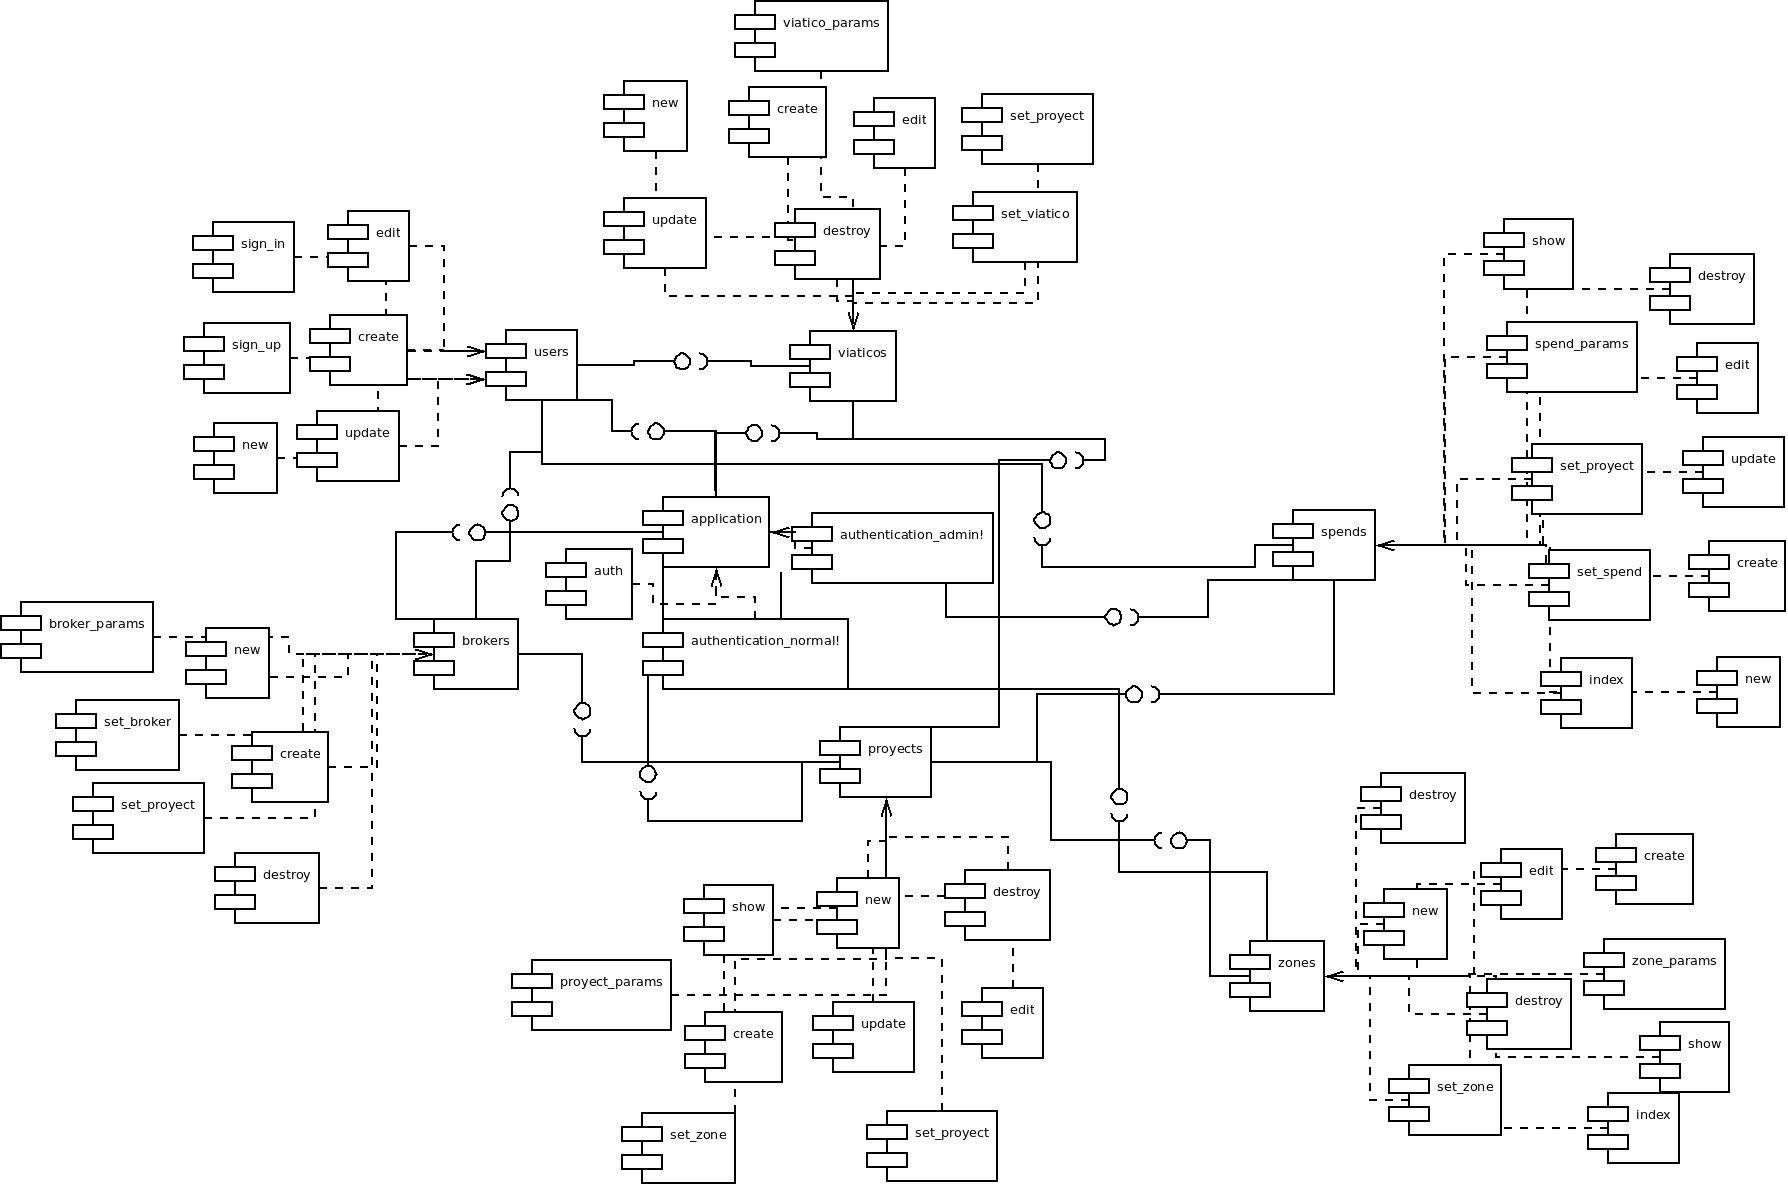 viatico_params
new
create
edit
set_proyect
update
destroy
set_viatico
sign_in
edit
sign_up
create
new
update
users
viaticos
show
destroy
spend_params
edit
set_proyect
update
set_spend
create
index
new
spends
application
authentication_admin!
auth
authentication_normal!
brokers
broker_params
new
set_broker
create
set_proyect
destroy
proyects
show
new
destroy
proyect_params
create
update
edit
set_zone
set_proyect
zones
destroy
edit
create
new
zone_params
destroy
show
set_zone
index